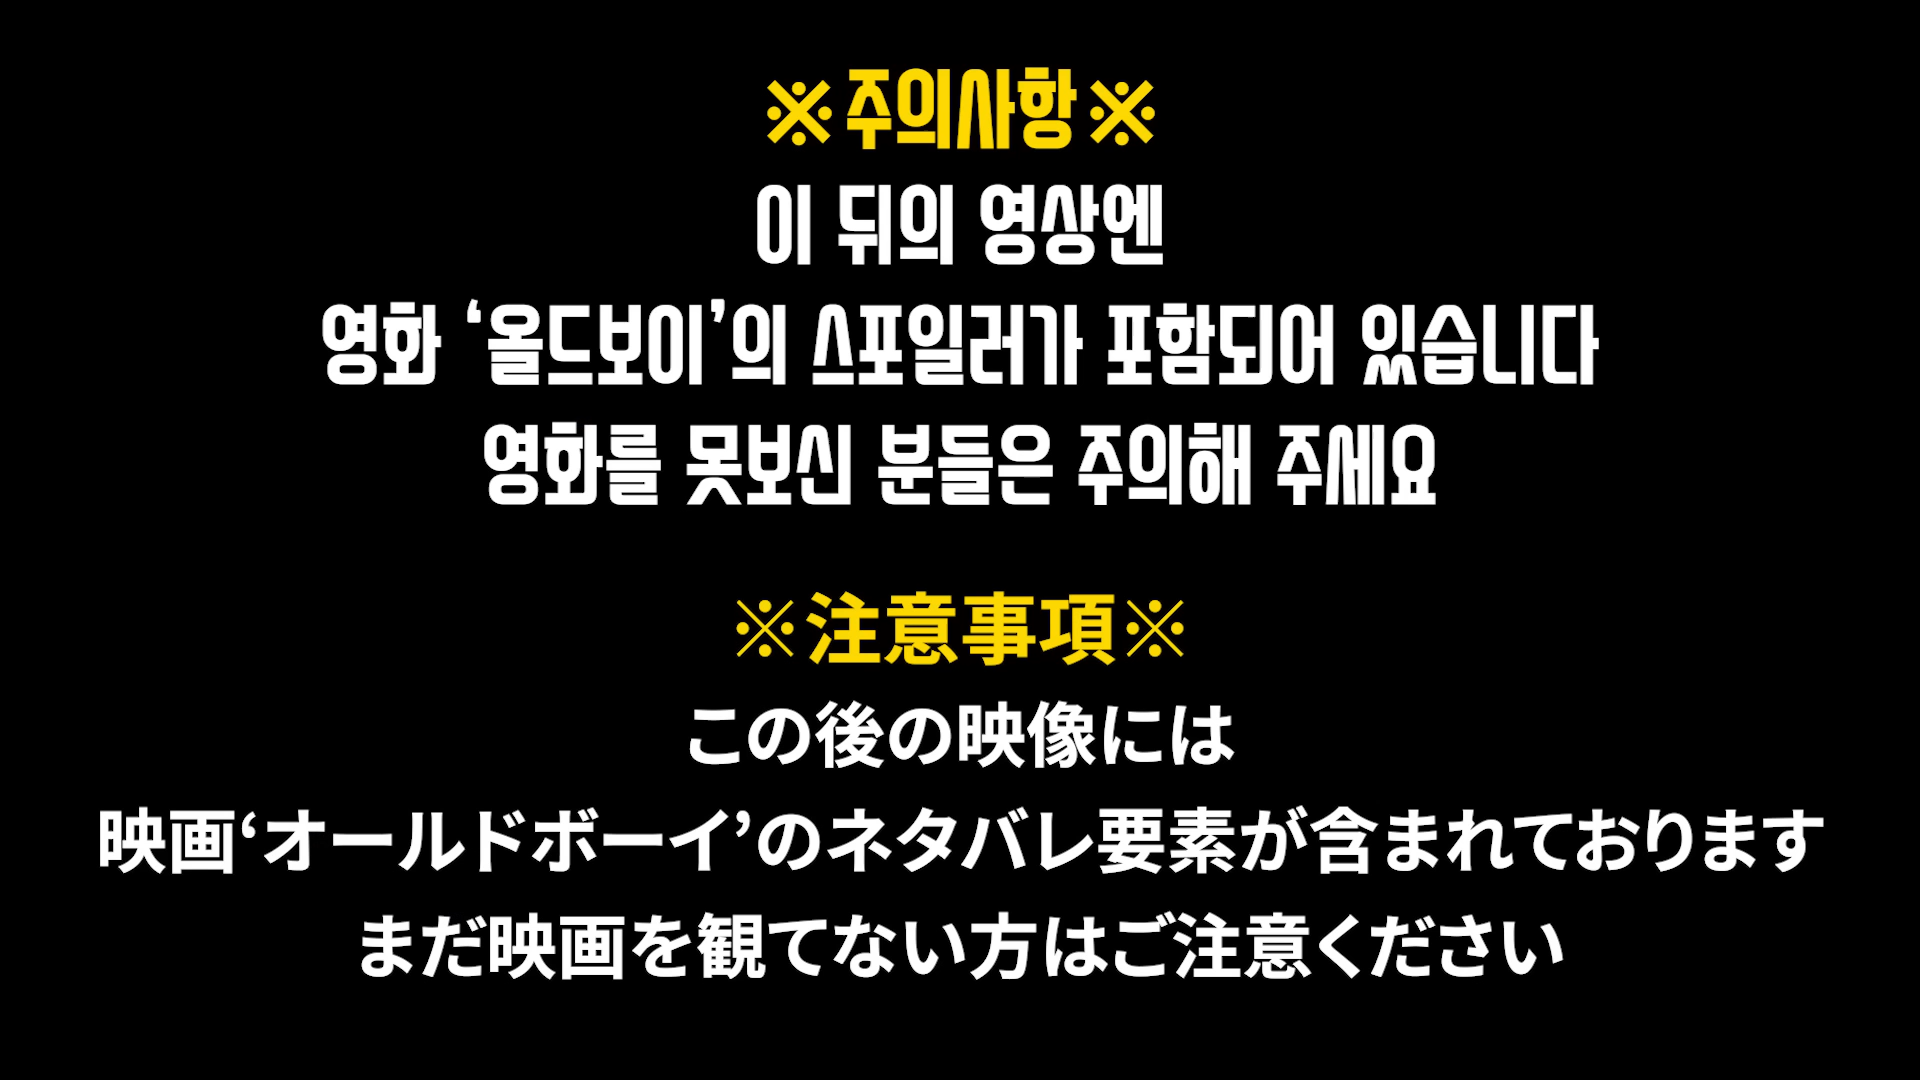 ※주의사항※
이 뒤의 영상엔
영화 ‘올드보이’의 스포일러가 포함되어 있습니다
영화를 못보신 분들은 주의해 주세요
※注意事項※
この後の映像には
映画‘オールドボーイ’のネタバレ要素が含まれております
まだ映画を観てない方はご注意ください